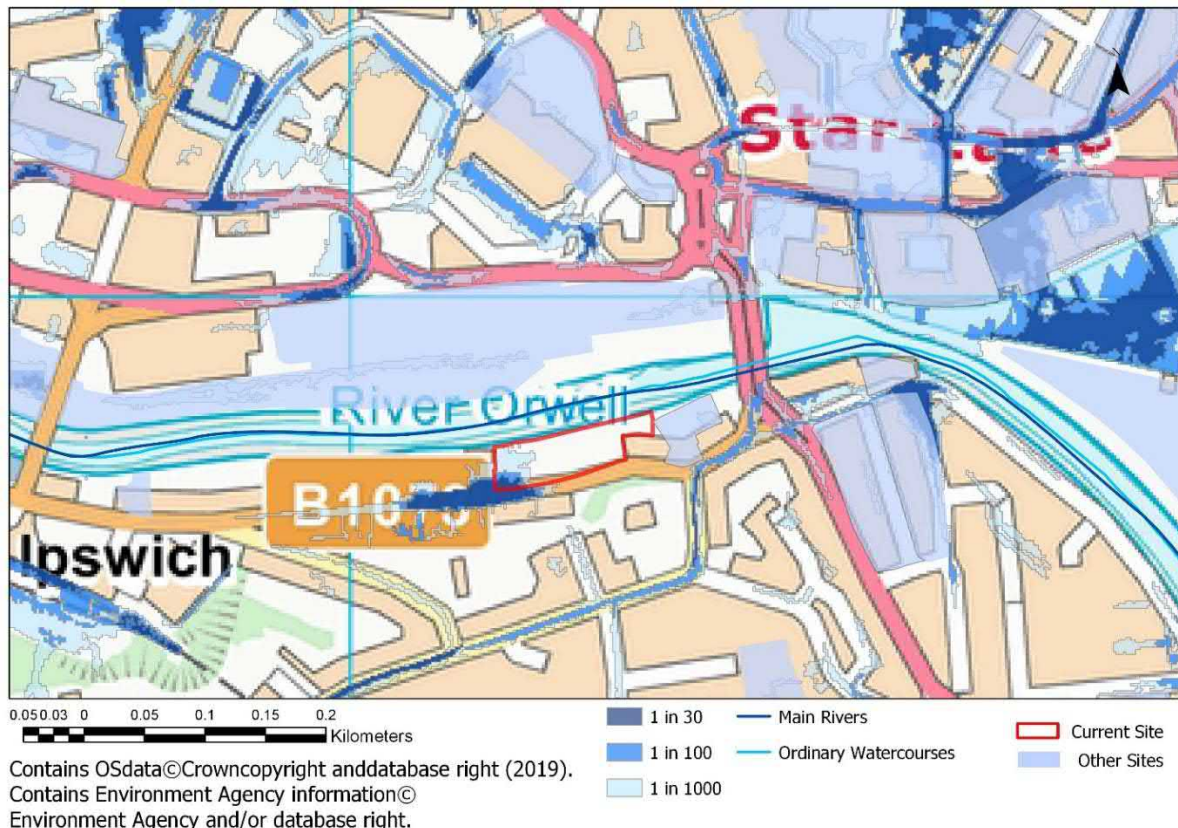 River Orwell
B1075
Ipswich
0.05 0.03 0 0.05 0.1 0.15 0.2
Kilometers
1 in 30
1 in 100
1 in 1000
Main Rivers
Ordinary Watercourses
Current Site
Other Sites
Contains OSdata©Crowncopyright anddatabase right (2019).
Contains Environment Agency information©
Environment Agency and/or database right.